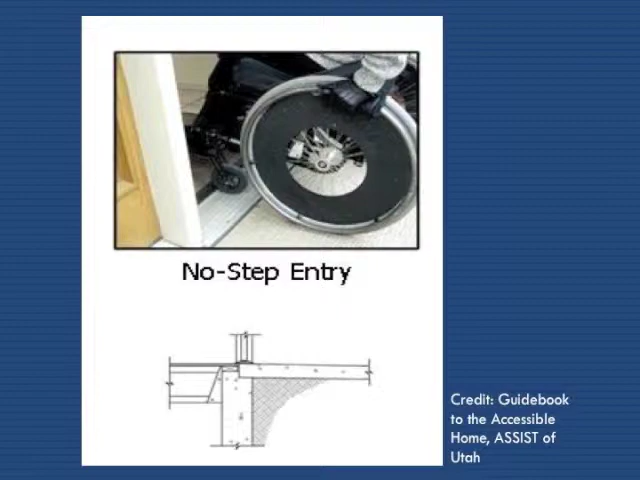 No-Step Entry
Credit: Guidebook
to the Accessible
Home, ASSIST of
Utah